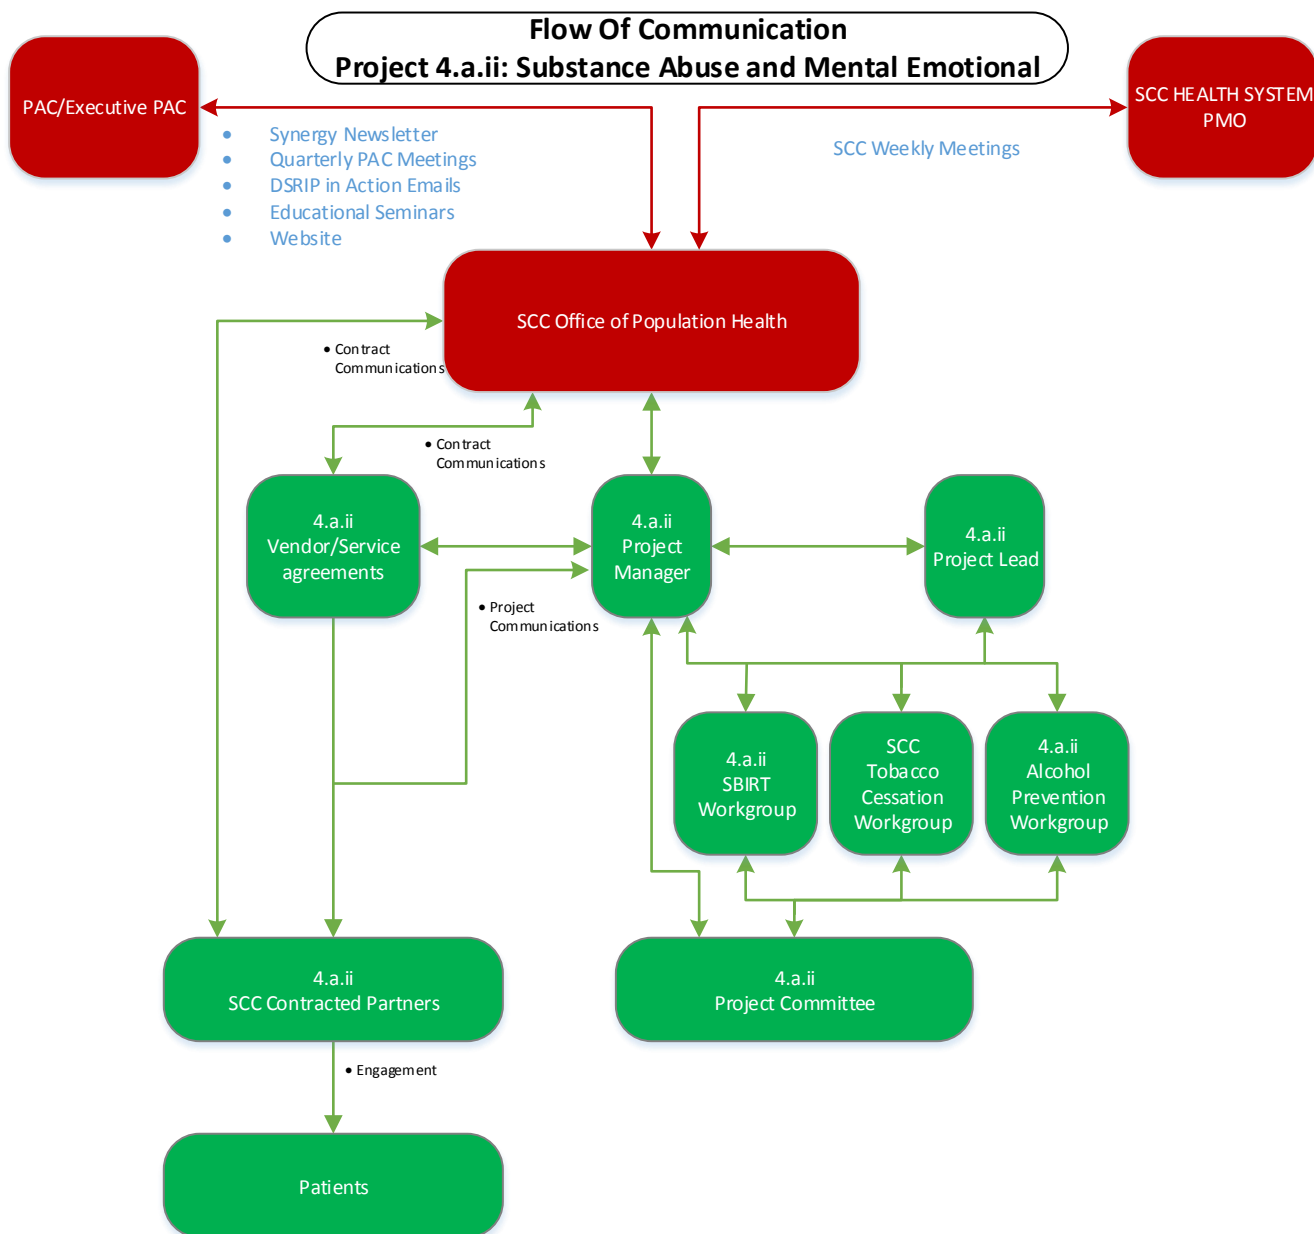 Flow Of Communication
Project 4.a.ii: Substance Abuse and Mental Emotional
PAC/Executive PAC
SCC HEALTH SYSTEM
PMO
• Synergy Newsletter
• Quarterly PAC Meetings
• DSRIP in Action Emails
• Educational Seminars
• Website
SCC Weekly Meetings
SCC Office of Population Health
• Contract
Communications
• Contract
Communications
4.a.ii
Vendor/Service
agreements
4.a.ii
Project
Manager
4.a.ii
Project Lead
• Project
Communications
4.a.ii
SBIRT
Workgroup
SCC
Tobacco
Cessation
Workgroup
4.a.ii
Alcohol
Prevention
Workgroup
4.a.ii
SCC Contracted Partners
4.a.ii
Project Committee
• Engagement
Patients